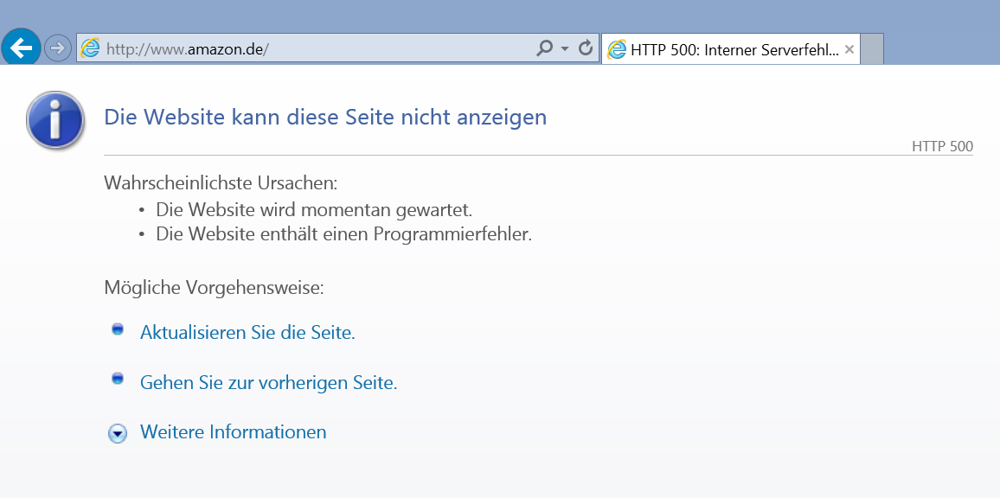 http://www.amazon.de/
HTTP 500: Interner Serverfehl...
Die Website kann diese Seite nicht anzeigen
HTTP 500
Wahrscheinlichste Ursachen:
• Die Website wird momentan gewartet.
• Die Website enthält einen Programmierfehler.
Mögliche Vorgehensweise:
Aktualisieren Sie die Seite.
Gehen Sie zur vorherigen Seite.
Weitere Informationen